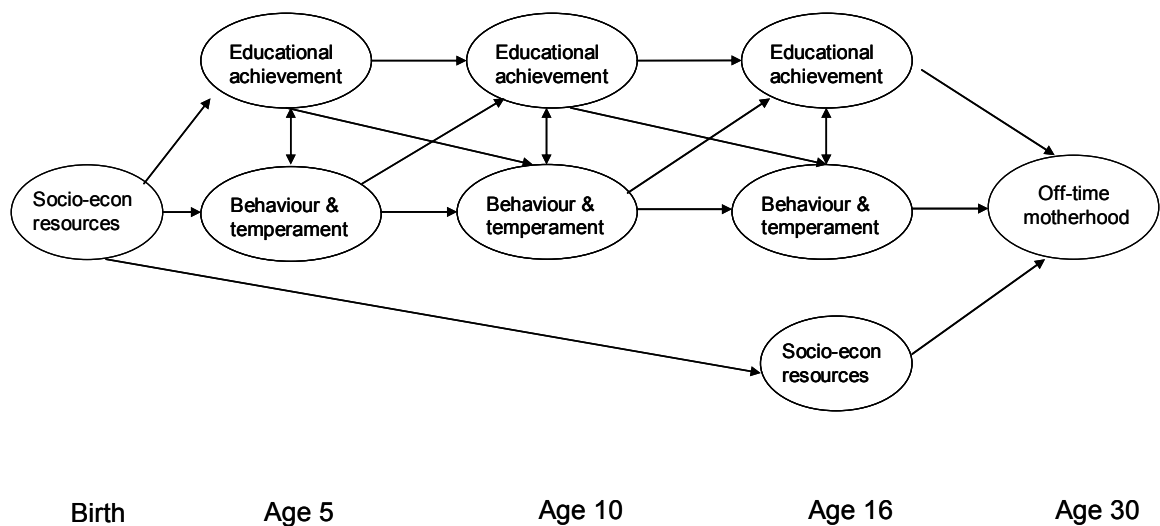 Educational
achievement
Educational
achievement
Educational
achievement
Socio-econ
resources
Behaviour &
temperament
Behaviour &
temperament
Behaviour &
temperament
Off-time
motherhood
Socio-econ
resources
Birth
Age 5
Age 10
Age 16
Age 30